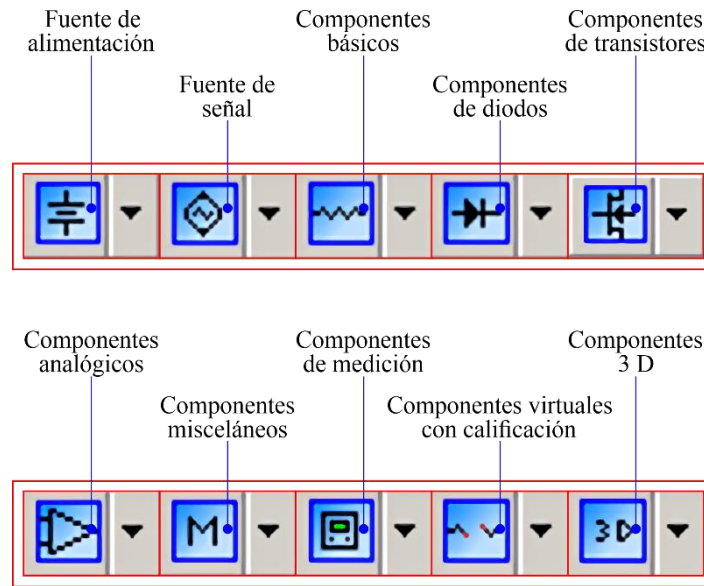 Fuente de
alimentación
Componentes
básicos
Componentes
de transistores
Fuente de
señal
Componentes
de diodos
Componentes
analógicos
Componentes
de medición
Componentes
3 D
Componentes
misceláneos
Componentes virtuales
con calificación
M
3D